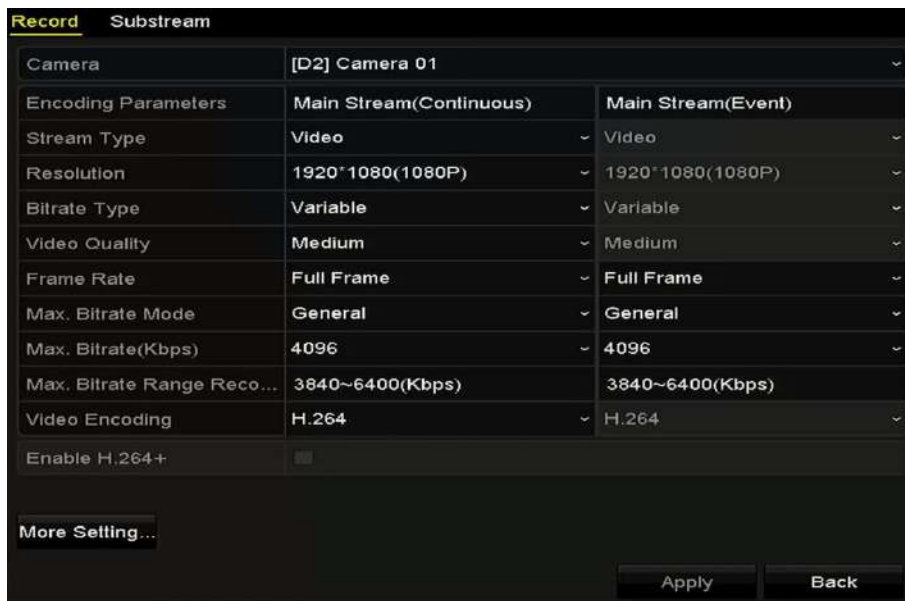 Record Substream
Camera [D2] Camera 01
Encoding Parameters Main Stream(Continuous) Main Stream(Event)
Stream Type Video Video
Resolution 1920*1080(1080P) 1920*1080(1080P)
Bitrate Type Variable Variable
Video Quality Medium Medium
Frame Rate Full Frame Full Frame
Max. Bitrate Mode General General
Max. Bitrate(Kbps) 4096 4096
Max. Bitrate Range Reco... 3840~6400(Kbps) 3840~6400(Kbps)
Video Encoding H.264 H.264
Enable H.264+
More Setting...
Apply Back